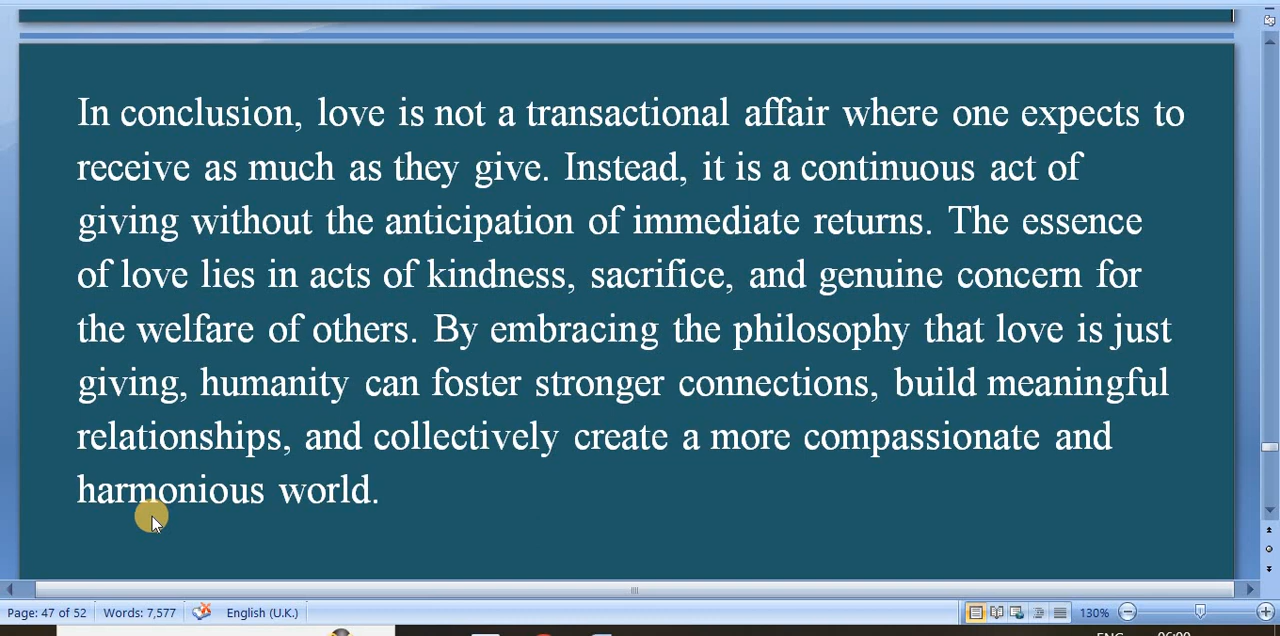 In conclusion, love is not a transactional affair where one expects to
receive as much as they give. Instead, it is a continuous act of
giving without the anticipation of immediate returns. The essence
of love lies in acts of kindness, sacrifice, and genuine concern for
the welfare of others. By embracing the philosophy that love is just
giving, humanity can foster stronger connections, build meaningful
relationships, and collectively create a more compassionate and
harmonious world.
Page: 47 of 52 Words: 7,577 English (U.K.) 130%